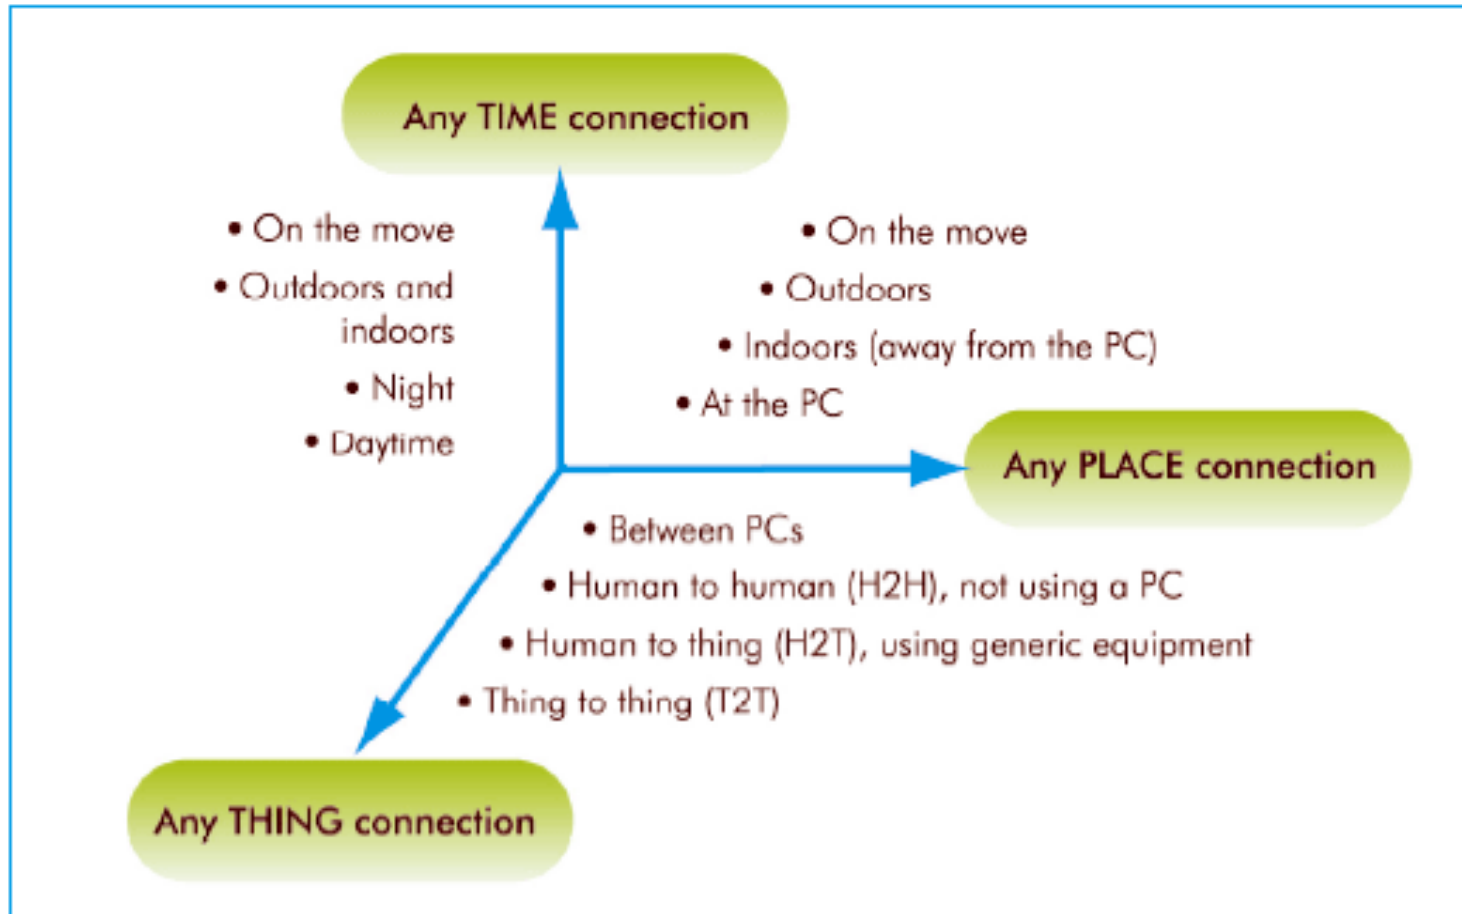 Any TIME connection
• On the move
• Outdoors and
indoors
• Night
• Daytime
• On the move
• Outdoors
• Indoors (away from the PC)
• At the PC
Any PLACE connection
• Between PCs
• Human to human (H2H), not using a PC
• Human to thing (H2T), using generic equipment
• Thing to thing (T2T)
Any THING connection